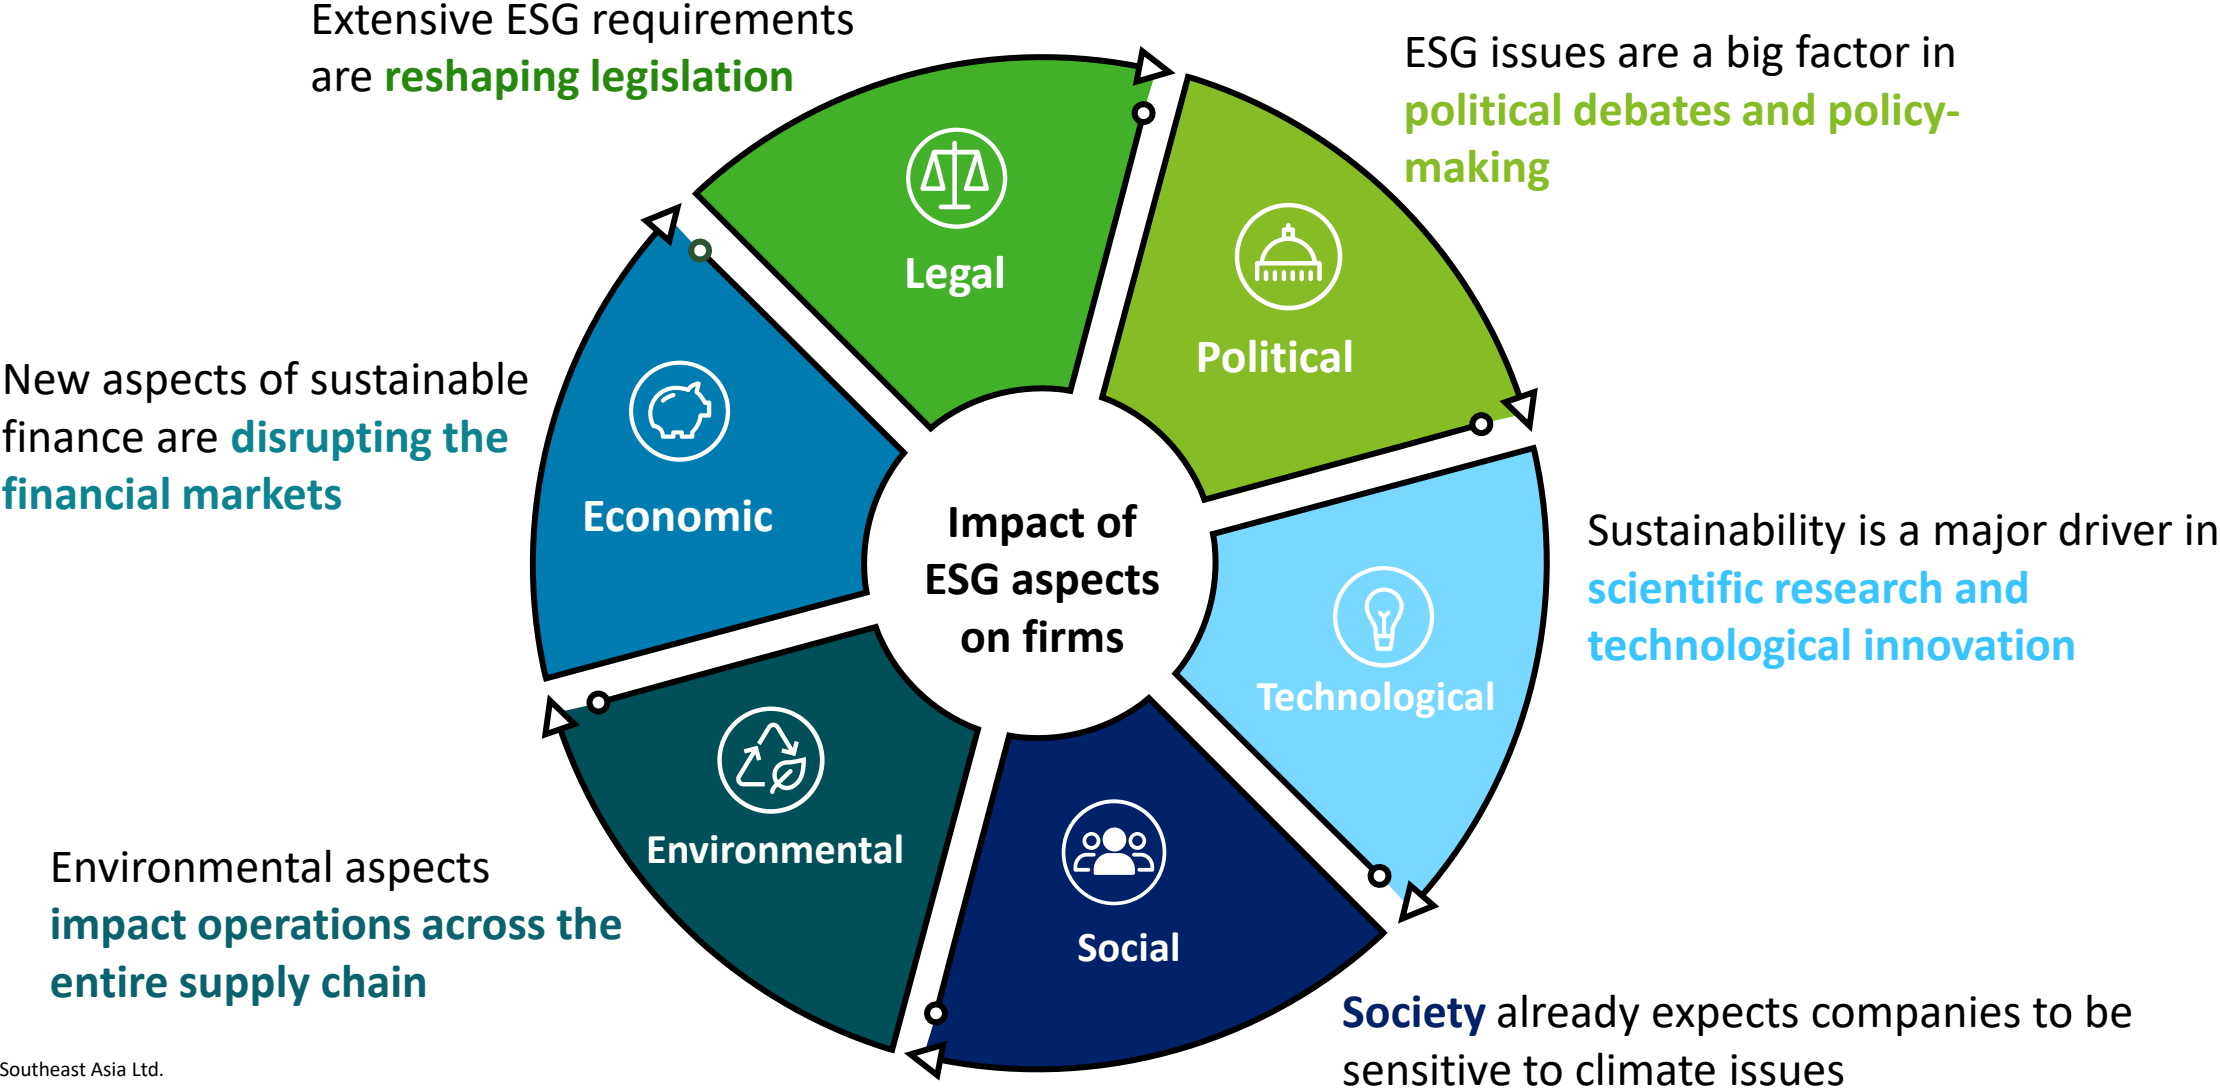 Extensive ESG requirements
are reshaping legislation
ESG issues are a big factor in
political debates and policy-
making
Legal
Political
New aspects of sustainable
finance are disrupting the
financial markets
Economic
Impact of
ESG aspects
on firms
Sustainability is a major driver in
scientific research and
technological innovation
Technological
Environmental
Social
Environmental aspects
impact operations across the
entire supply chain
Society already expects companies to be
sensitive to climate issues
Southeast Asia Ltd.